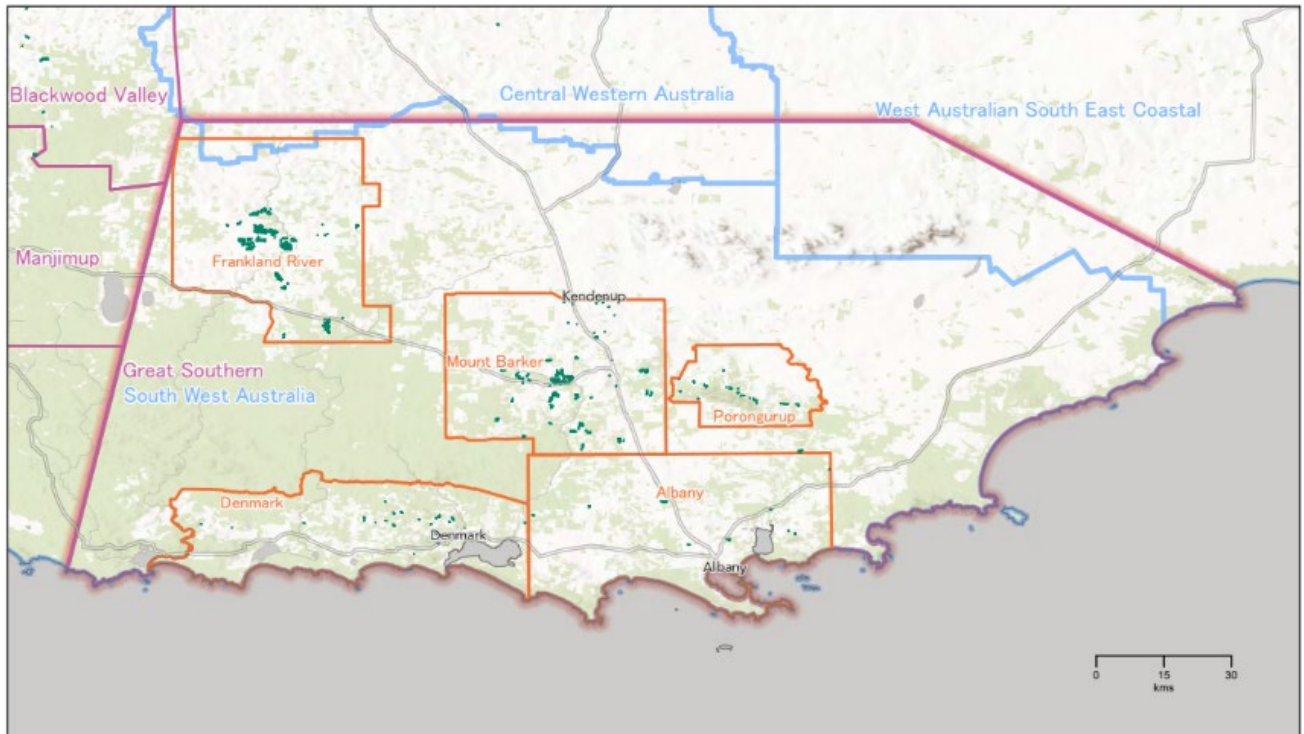 Blackwood Valley
Central Western Australia
West Australian South East Coastal
Manjimup
Frankland River
Kendenup
Mount Barker
Great Southern
South West Australia
Porongurup
Denmark
Albany
Denmark
Albany
0 15 30
kms